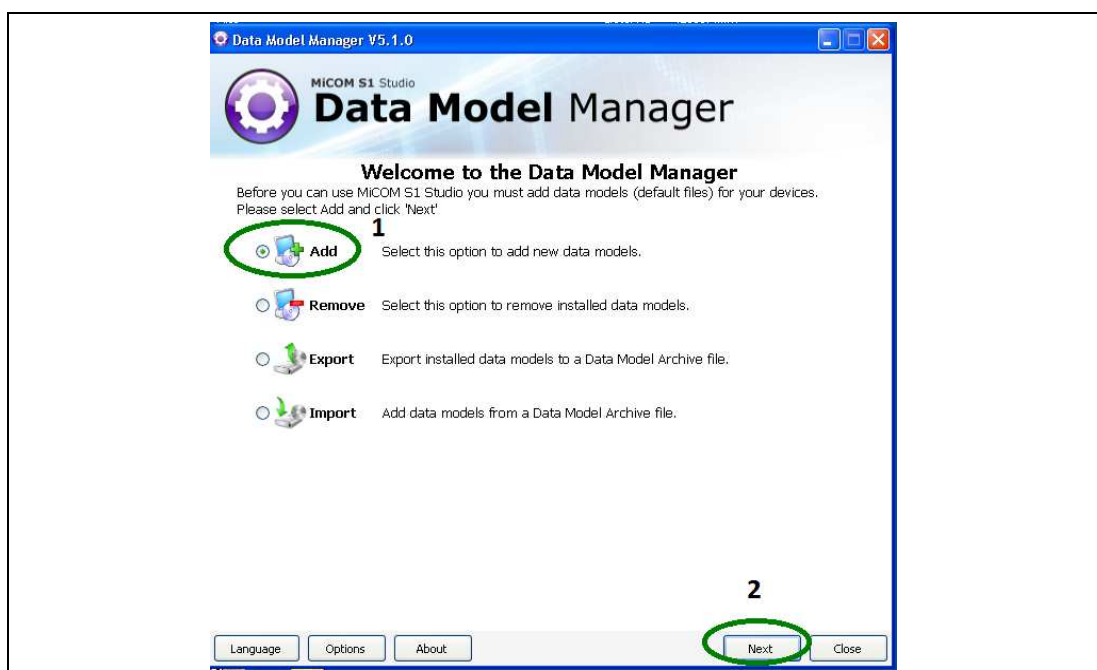 Data Model Manager V5.1.0
MiCOM S1 Studio
Data Model Manager
Welcome to the Data Model Manager
Before you can use MiCOM S1 Studio you must add data models (default files) for your devices.
Please select Add and click 'Next'
1
Add Select this option to add new data models.
Remove Select this option to remove installed data models.
Export Export installed data models to a Data Model Archive file.
Import Add data models from a Data Model Archive file.
2
Language Options About Next Close